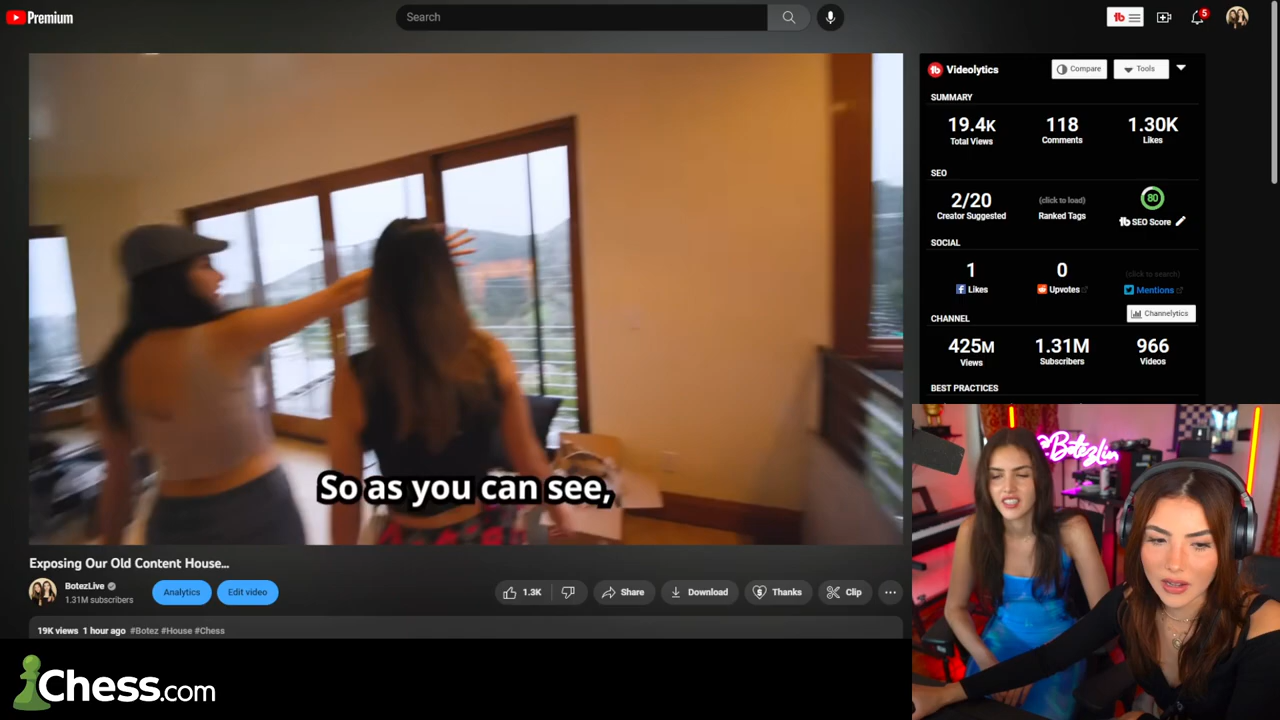 Premium
Search
5
So as you can see,
Exposing Our Old Content House...
BotezLive
1.31M subscribers
Analytics
Edit video
1.3K
Share
Download
Thanks
Clip
19K views 1 hour ago #Botez #House #Chess
Videolytics
Compare
Tools
SUMMARY
19.4K 118 1.30K
Total Views Comments Likes
SEO
2/20 (click to load) 80
Creator Suggested Ranked Tags tb SEO Score
SOCIAL
1 0 (click to search)
Likes Upvotes Mentions
CHANNEL Channelytics
425M 1.31M 966
Views Subscribers Videos
BEST PRACTICES
@BotezLive
Chess.com